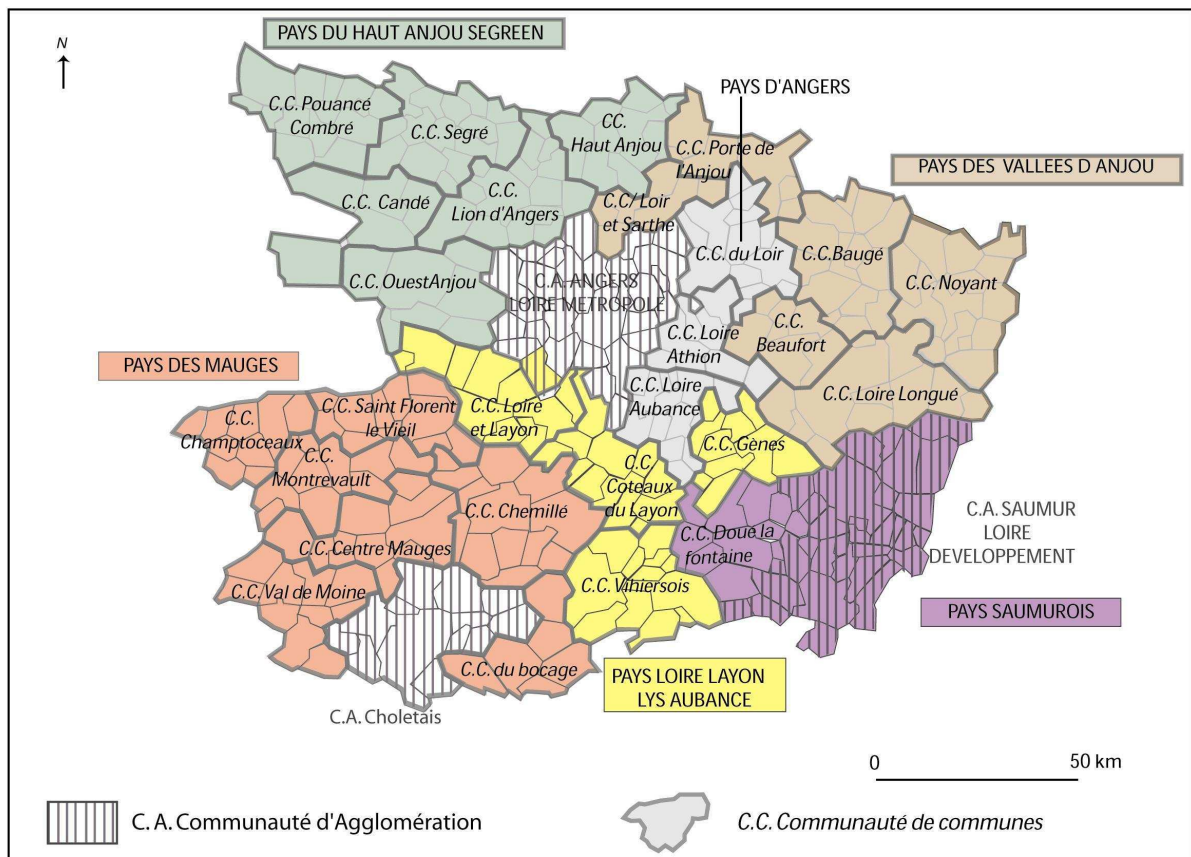 PAYS DU HAUT ANJOU SEGREEN
N
PAYS D'ANGERS
C.C. Pouancé
Combré
C.C. Segré
CC.
Haut Anjou
C.C. Porte de
l'Anjou
PAYS DES VALLEES D ANJOU
C.C. Candé
C.C.
Lion d'Angers
C.C/ Loir
et Sarthe
C.C. du Loir
C.C.Baugé
C.C. Noyant
C.C. OuestAnjou
C.A. ANGERS
LOIRE METROPOLE
C.C. Loire
Athion
C.C.
Beaufort
PAYS DES MAUGES
C.C. Loire
Aubance
C.C. Loire Longué
C.C.
Champtoceaux
C.C. Saint Florent
le Vieil
C.C. Loire
et Layon
C.C. Gènes
C.C.
Montrevault
C.C. Chemillé
C.C.
Coteaux
du Layon
C.C. Centre Mauges
C.C. Doue la
fontaine
C.A. SAUMUR
LOIRE
DEVELOPPEMENT
C.C. Val de Moine
C.C. Vihiersois
PAYS SAUMUROIS
C.C. du bocage
PAYS LOIRE LAYON
LYS AUBANCE
C.A. Choletais
0 50 km
C. A. Communauté d'Agglomération
C.C. Communauté de communes